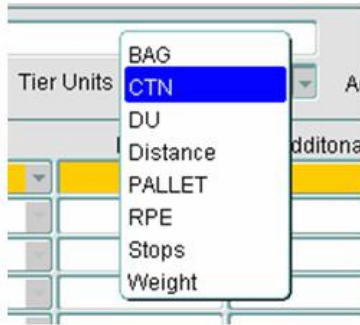 BAG
Tier Units CTN A
DU
Distance dditona
PALLET
RPE
Stops
Weight